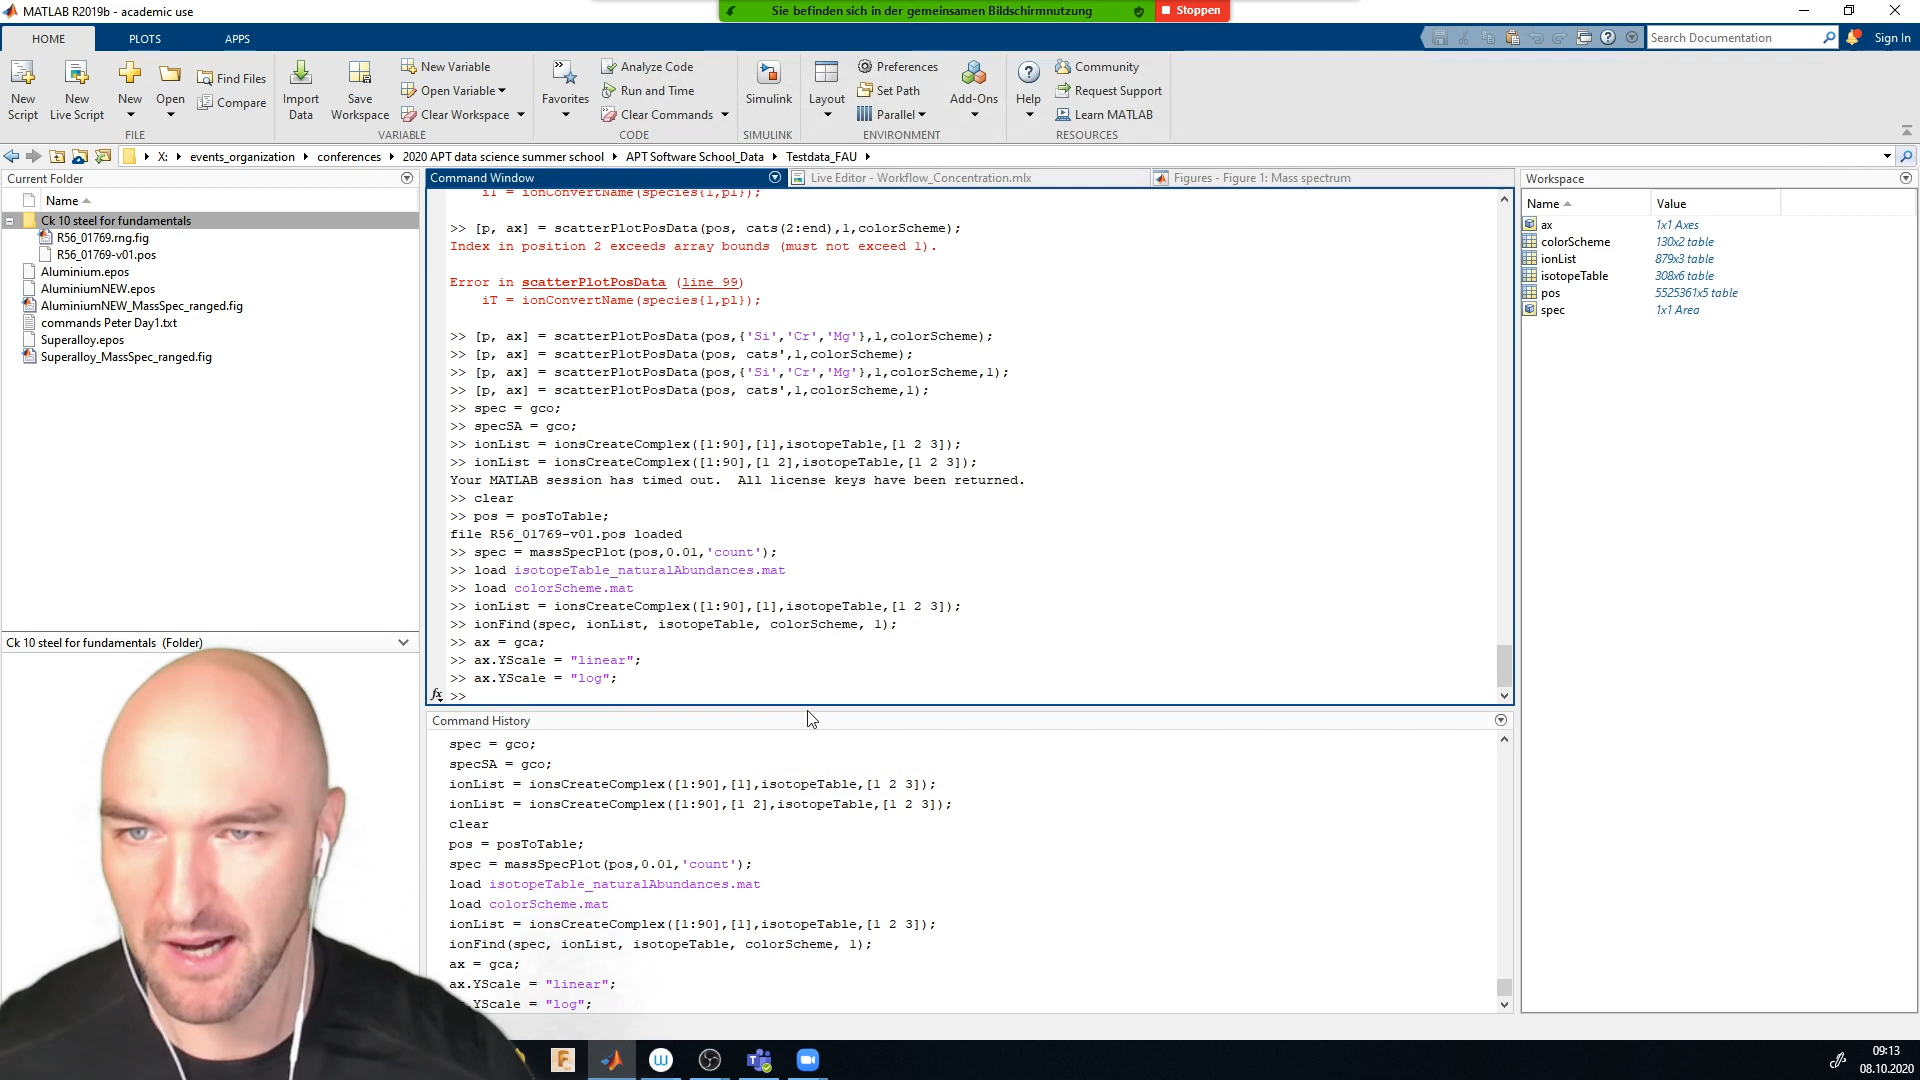 MATLAB R2019b - academic use
Sie befinden sich in der gemeinsamen Bildschirmnutzung
Stoppen
HOME
PLOTS
APPS
Search Documentation
Sign In
New Script
New Live Script
New
Open
Find Files
Compare
Import Data
Save Workspace
New Variable
Open Variable
Clear Workspace
Favorites
Analyze Code
Run and Time
Clear Commands
Simulink
Layout
Preferences
Set Path
Parallel
Add-Ons
Help
Community
Request Support
Learn MATLAB
FILE
VARIABLE
CODE
SIMULINK
ENVIRONMENT
RESOURCES
X:
events_organization
conferences
2020 APT data science summer school
APT Software School_Data
Testdata_FAU
Current Folder
Name
Ck 10 steel for fundamentals
R56_01769.rng.fig
R56_01769-v01.pos
Aluminium.epos
AluminiumNEW.epos
AluminiumNEW_MassSpec_ranged.fig
commands Peter Day1.txt
Superalloy.epos
Superalloy_MassSpec_ranged.fig
Ck 10 steel for fundamentals (Folder)
Command Window
Live Editor - Workflow_Concentration.mlx
Figures - Figure 1: Mass spectrum
iT = ionConvertName(species{1,pl});
>> [p, ax] = scatterPlotPosData(pos, cats(2:end),1,colorScheme);
Index in position 2 exceeds array bounds (must not exceed 1).
Error in scatterPlotPosData (line 99)
iT = ionConvertName(species{1,pl});
>> [p, ax] = scatterPlotPosData(pos,{'Si','Cr','Mg'},1,colorScheme);
>> [p, ax] = scatterPlotPosData(pos, cats',1,colorScheme);
>> [p, ax] = scatterPlotPosData(pos,{'Si','Cr','Mg'},1,colorScheme,1);
>> [p, ax] = scatterPlotPosData(pos, cats',1,colorScheme,1);
>> spec = gco;
>> specSA = gco;
>> ionList = ionsCreateComplex([1:90],[1],isotopeTable,[1 2 3]);
>> ionList = ionsCreateComplex([1:90],[1 2],isotopeTable,[1 2 3]);
Your MATLAB session has timed out.  All license keys have been returned.
>> clear
>> pos = posToTable;
file R56_01769-v01.pos loaded
>> spec = massSpecPlot(pos,0.01,'count');
>> load isotopeTable_naturalAbundances.mat
>> load colorScheme.mat
>> ionList = ionsCreateComplex([1:90],[1],isotopeTable,[1 2 3]);
>> ionFind(spec, ionList, isotopeTable, colorScheme, 1);
>> ax = gca;
>> ax.YScale = "linear";
>> ax.YScale = "log";
fx >>
Command History
spec = gco;
specSA = gco;
ionList = ionsCreateComplex([1:90],[1],isotopeTable,[1 2 3]);
ionList = ionsCreateComplex([1:90],[1 2],isotopeTable,[1 2 3]);
clear
pos = posToTable;
spec = massSpecPlot(pos,0.01,'count');
load isotopeTable_naturalAbundances.mat
load colorScheme.mat
ionList = ionsCreateComplex([1:90],[1],isotopeTable,[1 2 3]);
ionFind(spec, ionList, isotopeTable, colorScheme, 1);
ax = gca;
ax.YScale = "linear";
.YScale = "log";
Workspace
Name Value
ax 1x1 Axes
colorScheme 130x2 table
ionList 879x3 table
isotopeTable 308x6 table
pos 5525361x5 table
spec 1x1 Area
09:13
08.10.2020